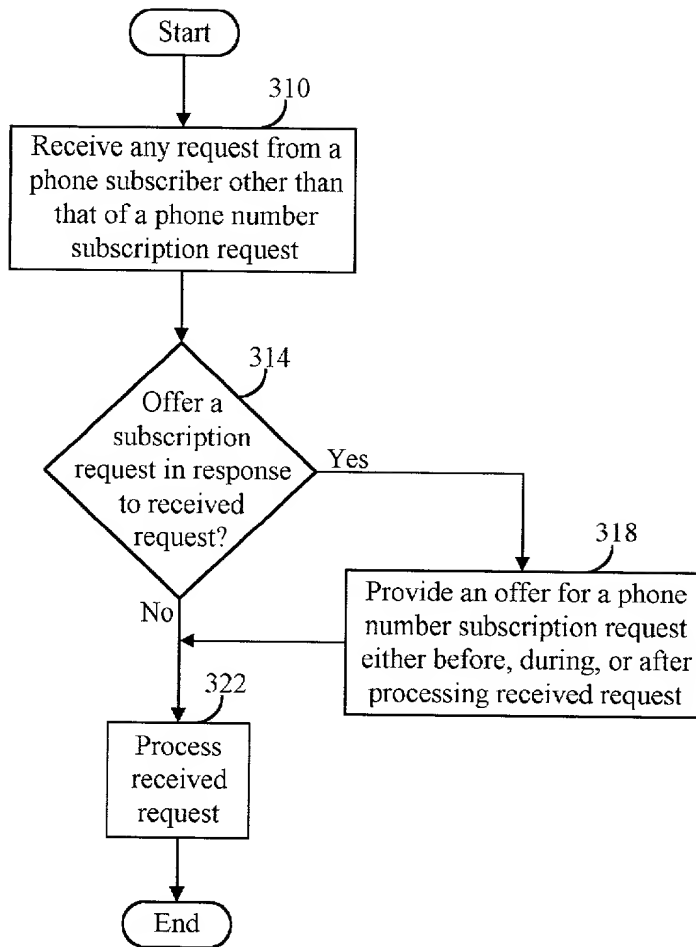 Start
310
Receive any request from a
phone subscriber other than
that of a phone number
subscription request
314
Offer a
subscription
request in response
to received
request?
Yes
318
Provide an offer for a phone
number subscription request
either before, during, or after
processing received request
No
322
Process
received
request
End